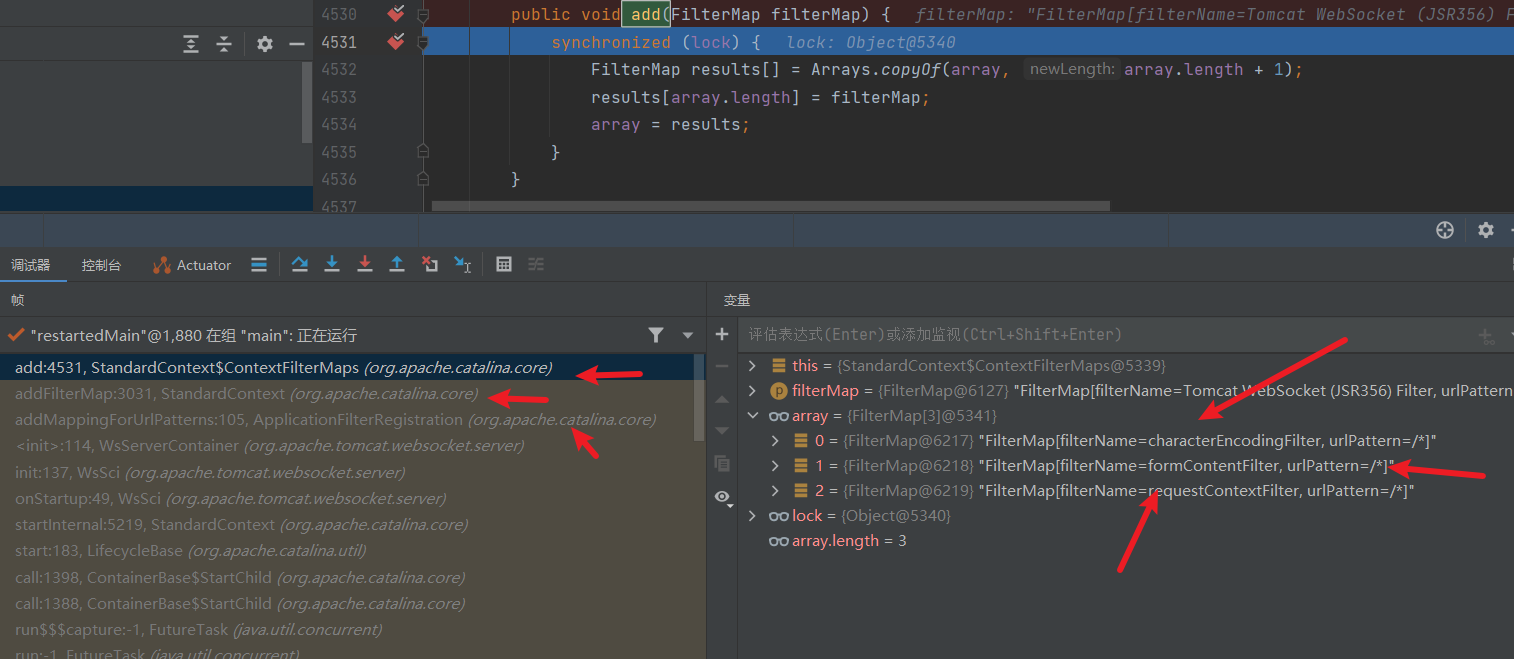 4530 public void add(FilterMap filterMap) { filterMap: "FilterMap[filterName=Tomcat WebSocket (JSR356) F
4531 synchronized (lock) { lock: Object@5340
4532 FilterMap results[] = Arrays.copyOf(array, newLength: array.length + 1);
4533 results[array.length] = filterMap;
4534 array = results;
4535 }
4536 }
4537
调试器 控制台 Actuator
帧
变量
"restartedMain"@1,880 在组 "main": 正在运行
评估表达式(Enter)或添加监视(Ctrl+Shift+Enter)
add:4531, StandardContext$ContextFilterMaps (org.apache.catalina.core)
addFilterMap:3031, StandardContext (org.apache.catalina.core)
addMappingForUrlPatterns:105, ApplicationFilterRegistration (org.apache.catalina.core)
<init>:114, WsServerContainer (org.apache.tomcat.websocket.server)
init:137, WsSci (org.apache.tomcat.websocket.server)
onStartup:49, WsSci (org.apache.tomcat.websocket.server)
startInternal:5219, StandardContext (org.apache.catalina.core)
start:183, LifecycleBase (org.apache.catalina.util)
call:1398, ContainerBase$StartChild (org.apache.catalina.core)
call:1388, ContainerBase$StartChild (org.apache.catalina.core)
run$$$capture:-1, FutureTask (java.util.concurrent)
run:-1, FutureTask (java.util.concurrent)
this = {StandardContext$ContextFilterMaps@5339}
filterMap = {FilterMap@6127} "FilterMap[filterName=Tomcat WebSocket (JSR356) Filter, urlPattern
array = {FilterMap[3]@5341}
0 = {FilterMap@6217} "FilterMap[filterName=characterEncodingFilter, urlPattern=/*]"
1 = {FilterMap@6218} "FilterMap[filterName=formContentFilter, urlPattern=/*]"
2 = {FilterMap@6219} "FilterMap[filterName=requestContextFilter, urlPattern=/*]"
lock = {Object@5340}
array.length = 3